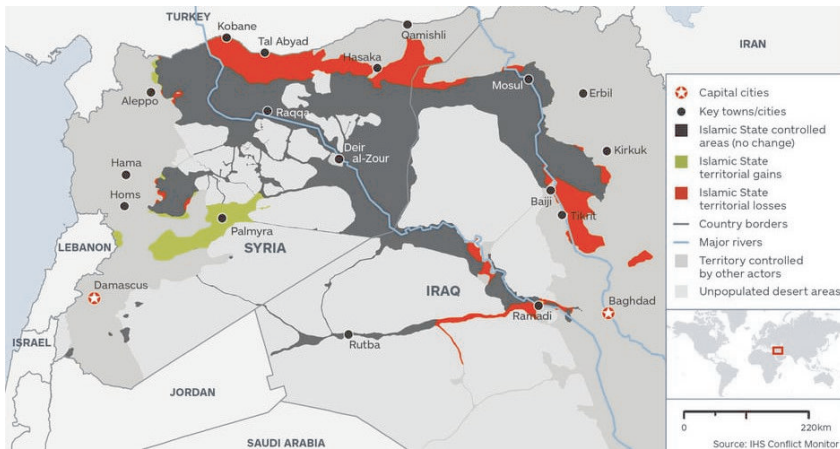 TURKEY
Kobane
Tal Abyad
Qamishli
Hasaka
IRAN
Aleppo
Raqqa
Mosul
Erbil
Deir
al-Zour
Kirkuk
Hama
Homs
Baiji
Tikrit
Palmyra
LEBANON
SYRIA
Damascus
IRAQ
Ramadi
Baghdad
ISRAEL
Rutba
JORDAN
SAUDI ARABIA
Capital cities
Key towns/cities
Islamic State controlled
areas (no change)
Islamic State
territorial gains
Islamic State
territorial losses
Country borders
Major rivers
Territory controlled
by other actors
Unpopulated desert areas
0 220km
Source: IHS Conflict Monitor